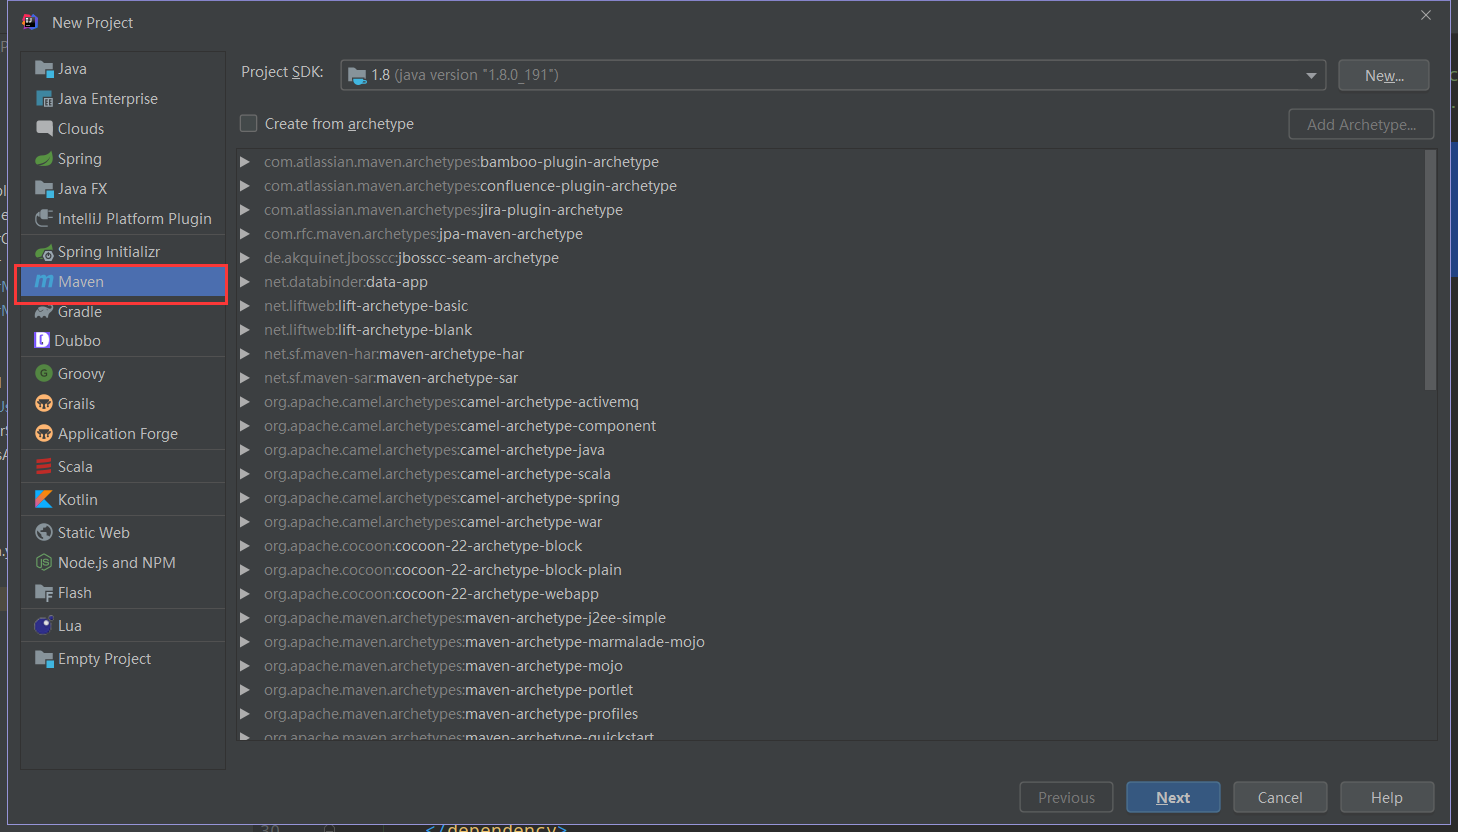 New Project
Java
Java Enterprise
Clouds
Spring
Java FX
IntelliJ Platform Plugin
Spring Initializr
Maven
Gradle
Dubbo
Groovy
Grails
Application Forge
Scala
Kotlin
Static Web
Node.js and NPM
Flash
Lua
Empty Project
Project SDK: 1.8 (java version "1.8.0_191") New...
Create from archetype Add Archetype...
com.atlassian.maven.archetypes:bamboo-plugin-archetype
com.atlassian.maven.archetypes:confluence-plugin-archetype
com.atlassian.maven.archetypes:jira-plugin-archetype
com.rfc.maven.archetypes:jpa-maven-archetype
de.akquinet.jbosscc:jbosscc-seam-archetype
net.databinder:data-app
net.liftweb:lift-archetype-basic
net.liftweb:lift-archetype-blank
net.sf.maven-har:maven-archetype-har
net.sf.maven-sar:maven-archetype-sar
org.apache.camel.archetypes:camel-archetype-activemq
org.apache.camel.archetypes:camel-archetype-component
org.apache.camel.archetypes:camel-archetype-java
org.apache.camel.archetypes:camel-archetype-scala
org.apache.camel.archetypes:camel-archetype-spring
org.apache.camel.archetypes:camel-archetype-war
org.apache.cocoon:cocoon-22-archetype-block
org.apache.cocoon:cocoon-22-archetype-block-plain
org.apache.cocoon:cocoon-22-archetype-webapp
org.apache.maven.archetypes:maven-archetype-j2ee-simple
org.apache.maven.archetypes:maven-archetype-marmalade-mojo
org.apache.maven.archetypes:maven-archetype-mojo
org.apache.maven.archetypes:maven-archetype-portlet
org.apache.maven.archetypes:maven-archetype-profiles
org.apache.maven.archetypes:maven-archetype-quickstart
Previous Next Cancel Help
30 </dependency>